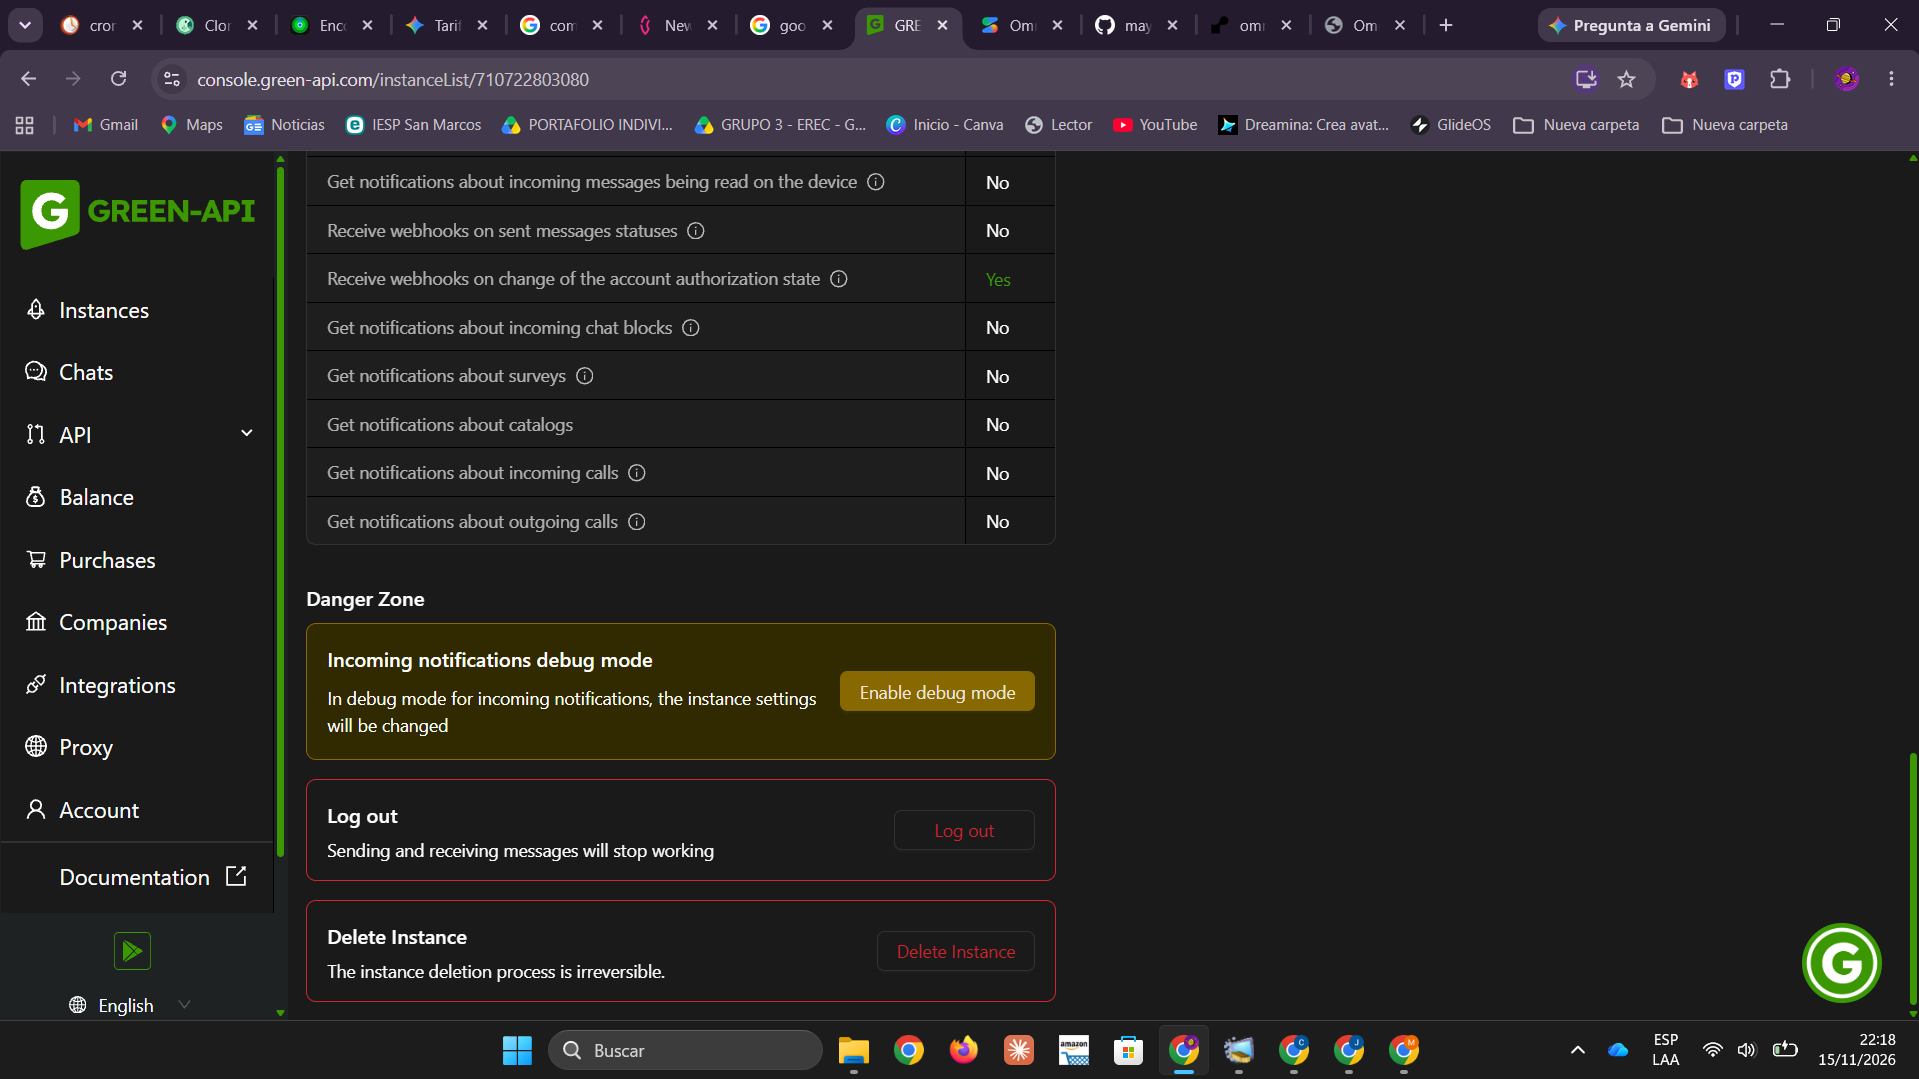 cror
Clor
Enc
Tarif
com
New
goo
GRE
Om
may
omr
Om
Pregunta a Gemini
console.green-api.com/instanceList/710722803080
Gmail
Maps
Noticias
IESP San Marcos
PORTAFOLIO INDIVI...
GRUPO 3 - EREC - G...
Inicio - Canva
Lector
YouTube
Dreamina: Crea avat...
GlideOS
Nueva carpeta
Nueva carpeta
GREEN-API
Instances
Chats
API
Balance
Purchases
Companies
Integrations
Proxy
Account
Documentation
English
Get notifications about incoming messages being read on the device No
Receive webhooks on sent messages statuses No
Receive webhooks on change of the account authorization state Yes
Get notifications about incoming chat blocks No
Get notifications about surveys No
Get notifications about catalogs No
Get notifications about incoming calls No
Get notifications about outgoing calls No
Danger Zone
Incoming notifications debug mode
In debug mode for incoming notifications, the instance settings
will be changed
Enable debug mode
Log out
Sending and receiving messages will stop working
Log out
Delete Instance
The instance deletion process is irreversible.
Delete Instance
Buscar
amazon
ESP
LAA
22:18
15/11/2026